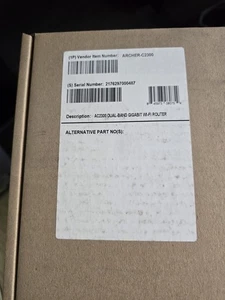 (1P) Vendor Item Number: ARCHER-C2300
(S) Serial Number: 2176297000407
Description: AC2300 DUAL BAND GIGABIT WI-FI ROUTER
ALTERNATIVE PART NO(S):